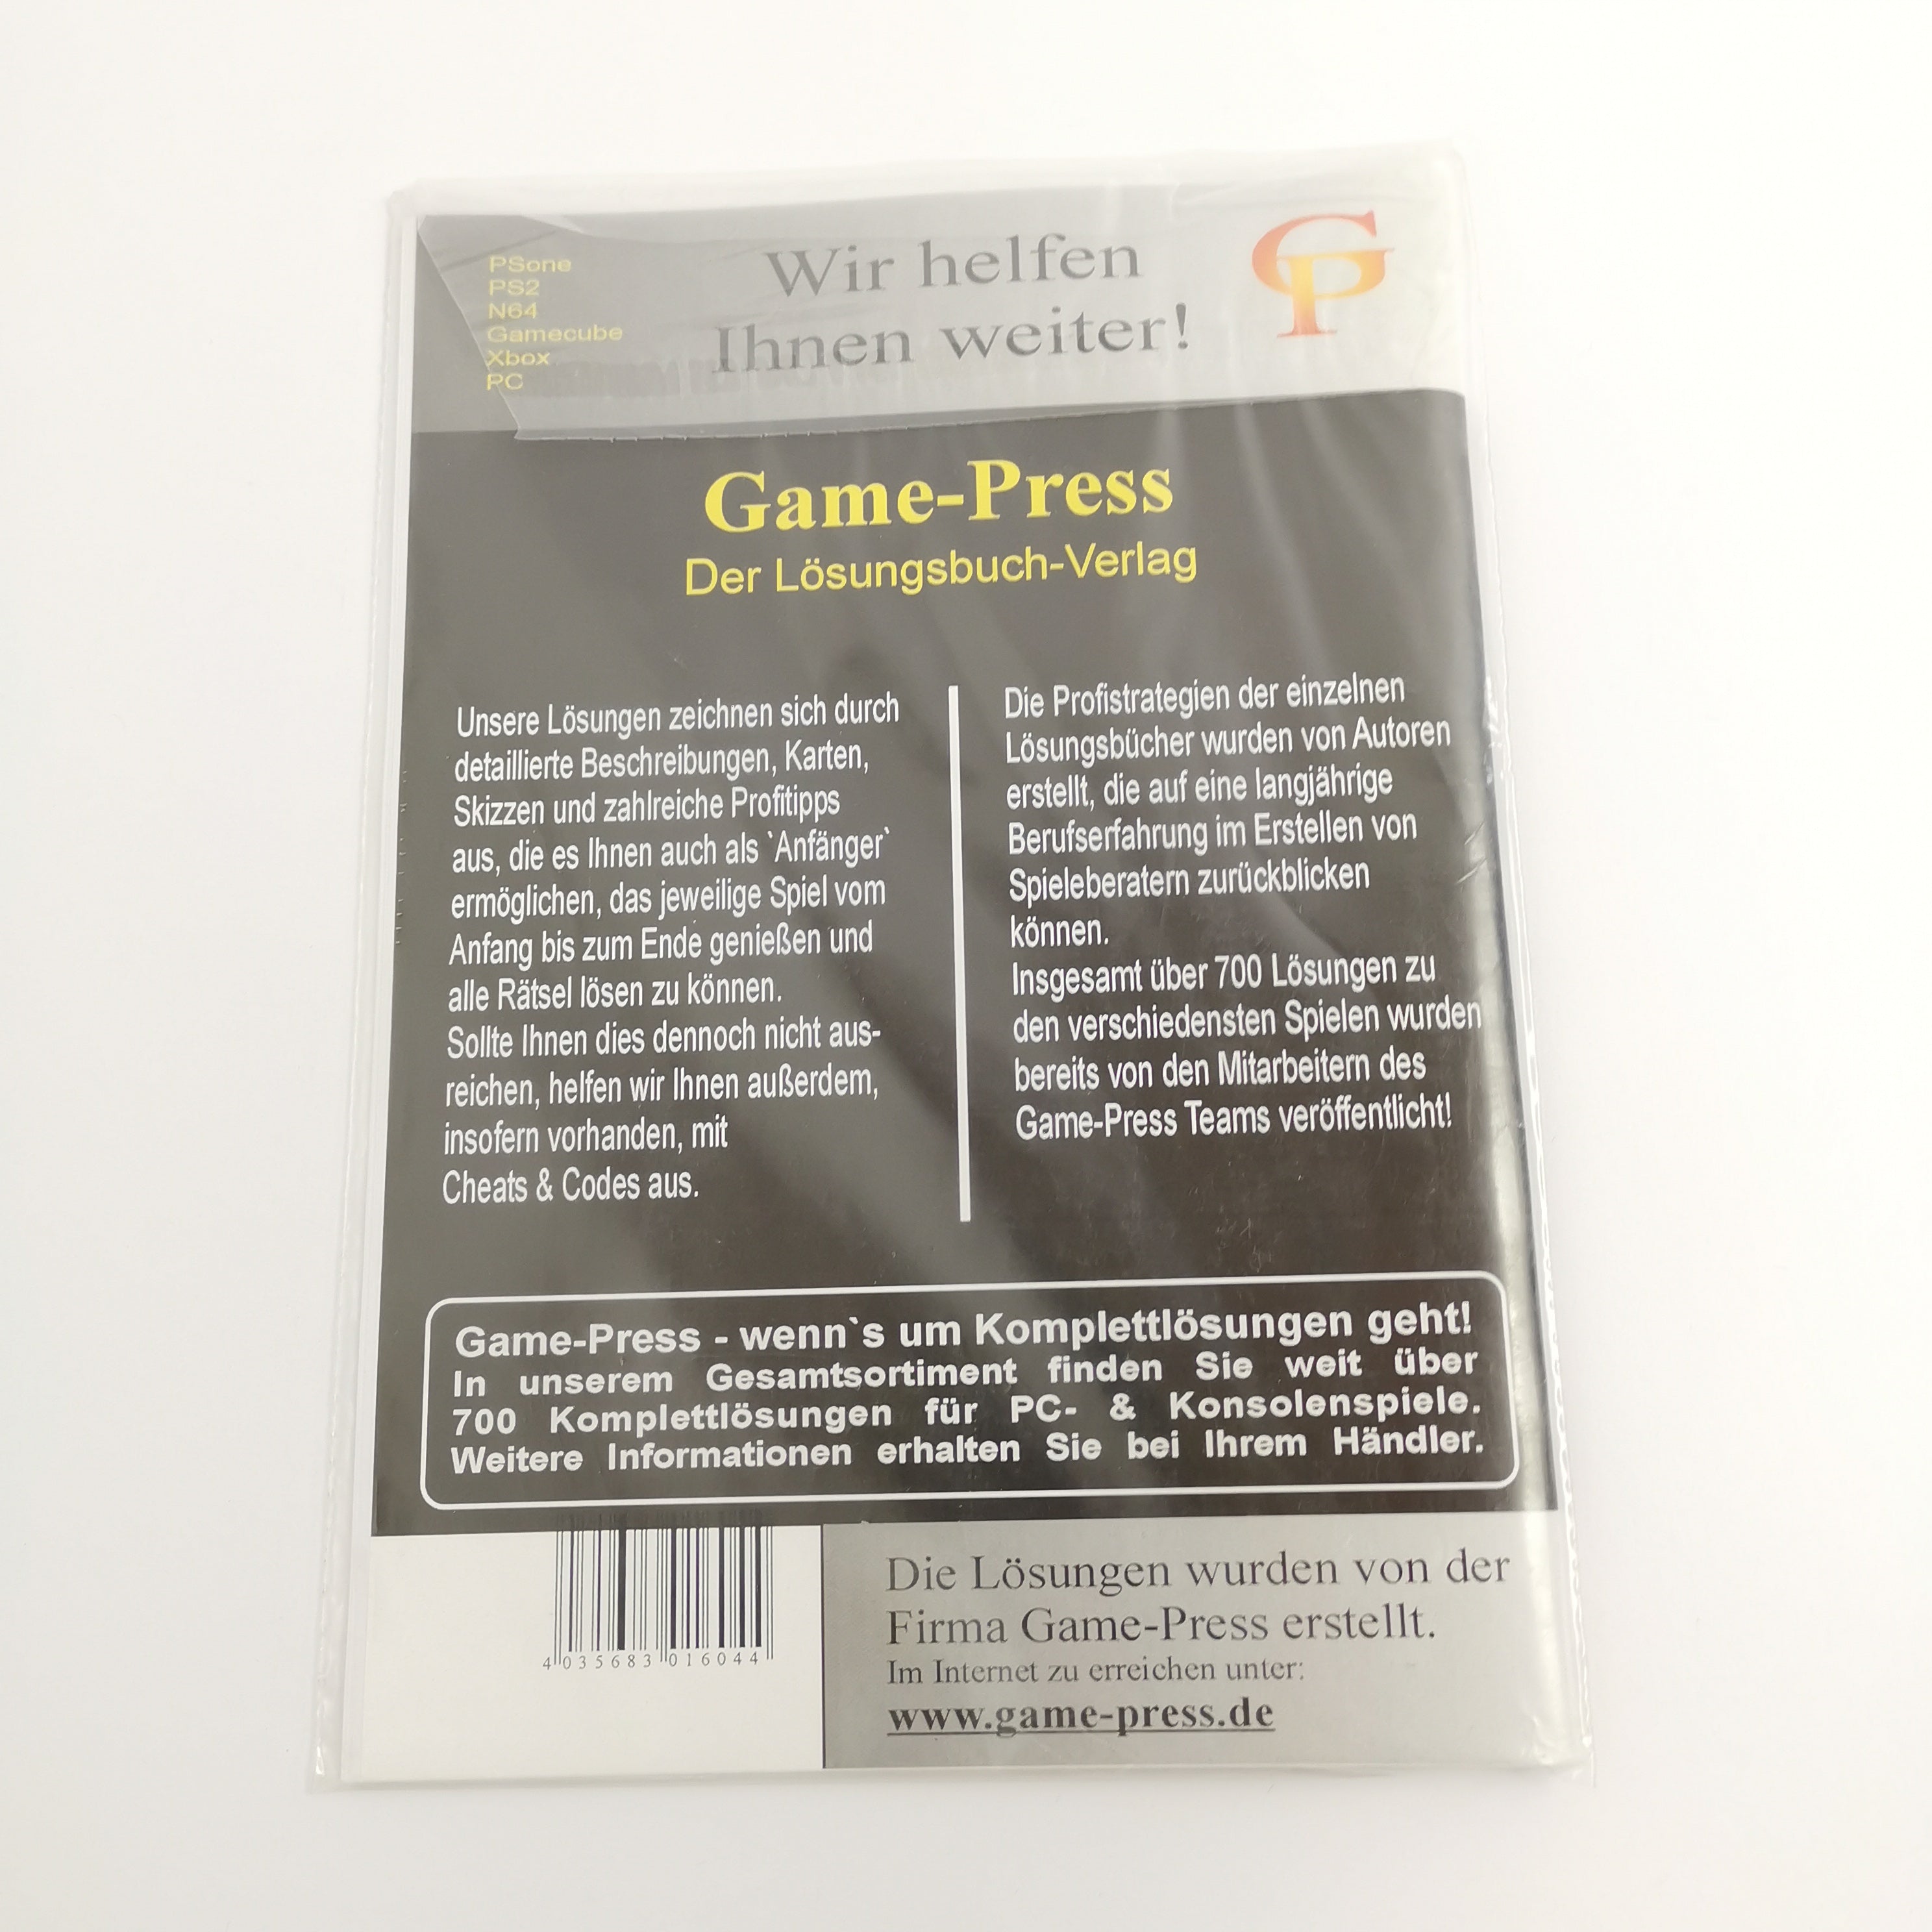 PSone
PS2
N64
Gamecube
Xbox
PC
Wir helfen
Ihnen weiter!
GP
Game-Press
Der Lösungsbuch-Verlag
Unsere Lösungen zeichnen sich durch
detaillierte Beschreibungen, Karten,
Skizzen und zahlreiche Profitipps
aus, die es Ihnen auch als `Anfänger`
ermöglichen, das jeweilige Spiel vom
Anfang bis zum Ende genießen und
alle Rätsel lösen zu können.
Sollte Ihnen dies dennoch nicht aus-
reichen, helfen wir Ihnen außerdem,
insofern vorhanden, mit
Cheats & Codes aus.
Die Profistrategien der einzelnen
Lösungsbücher wurden von Autoren
erstellt, die auf eine langjährige
Berufserfahrung im Erstellen von
Spieleberatern zurückblicken
können.
Insgesamt über 700 Lösungen zu
den verschiedensten Spielen wurden
bereits von den Mitarbeitern des
Game-Press Teams veröffentlicht!
Game-Press - wenn`s um Komplettlösungen geht!
In unserem Gesamtsortiment finden Sie weit über
700 Komplettlösungen für PC- & Konsolenspiele.
Weitere Informationen erhalten Sie bei Ihrem Händler.
4 035683 016044
Die Lösungen wurden von der
Firma Game-Press erstellt.
Im Internet zu erreichen unter:
www.game-press.de